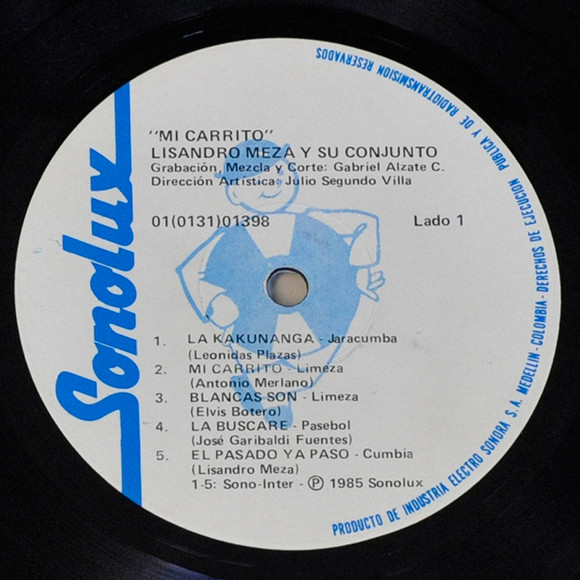 Sonolux
"MI CARRITO"
LISANDRO MEZA Y SU CONJUNTO
Grabación, Mezcla y Corte: Gabriel Alzate C.
Dirección Artística: Julio Segundo Villa
01(0131)01398 Lado 1
1. LA KAKUNANGA - Jaracumba
(Leonidas Plazas)
2. MI CARRITO - Limeza
(Antonio Merlano)
3. BLANCAS SON - Limeza
(Elvis Botero)
4. LA BUSCARE - Pasebol
(José Garibaldi Fuentes)
5. EL PASADO YA PASO - Cumbia
(Lisandro Meza)
1-5: Sono-Inter - ℗ 1985 Sonolux
PRODUCTO DE INDUSTRIA ELECTRO SONORA S.A. MEDELLIN - COLOMBIA - DERECHOS DE EJECUCION PUBLICA Y DE RADIOTRANSMISION RESERVADOS